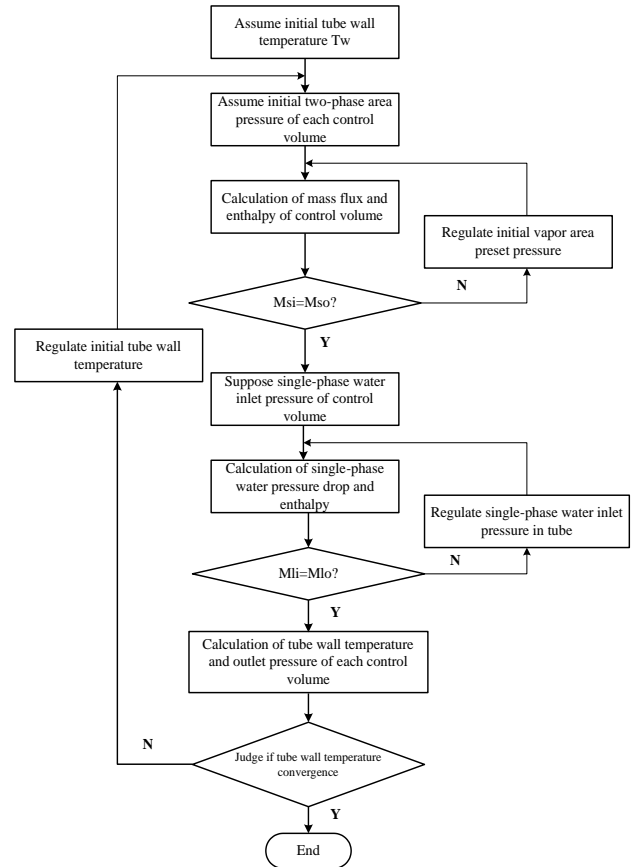 Assume initial tube wall
temperature Tw
Assume initial two-phase area
pressure of each control
volume
Calculation of mass flux and
enthalpy of control volume
Regulate initial vapor area
preset pressure
Msi=Mso?
N
Y
Regulate initial tube wall
temperature
Suppose single-phase water
inlet pressure of control
volume
Calculation of single-phase
water pressure drop and
enthalpy
Regulate single-phase water inlet
pressure in tube
Mli=Mlo?
N
Y
Calculation of tube wall temperature
and outlet pressure of each control
volume
N
Judge if tube wall temperature
convergence
Y
End